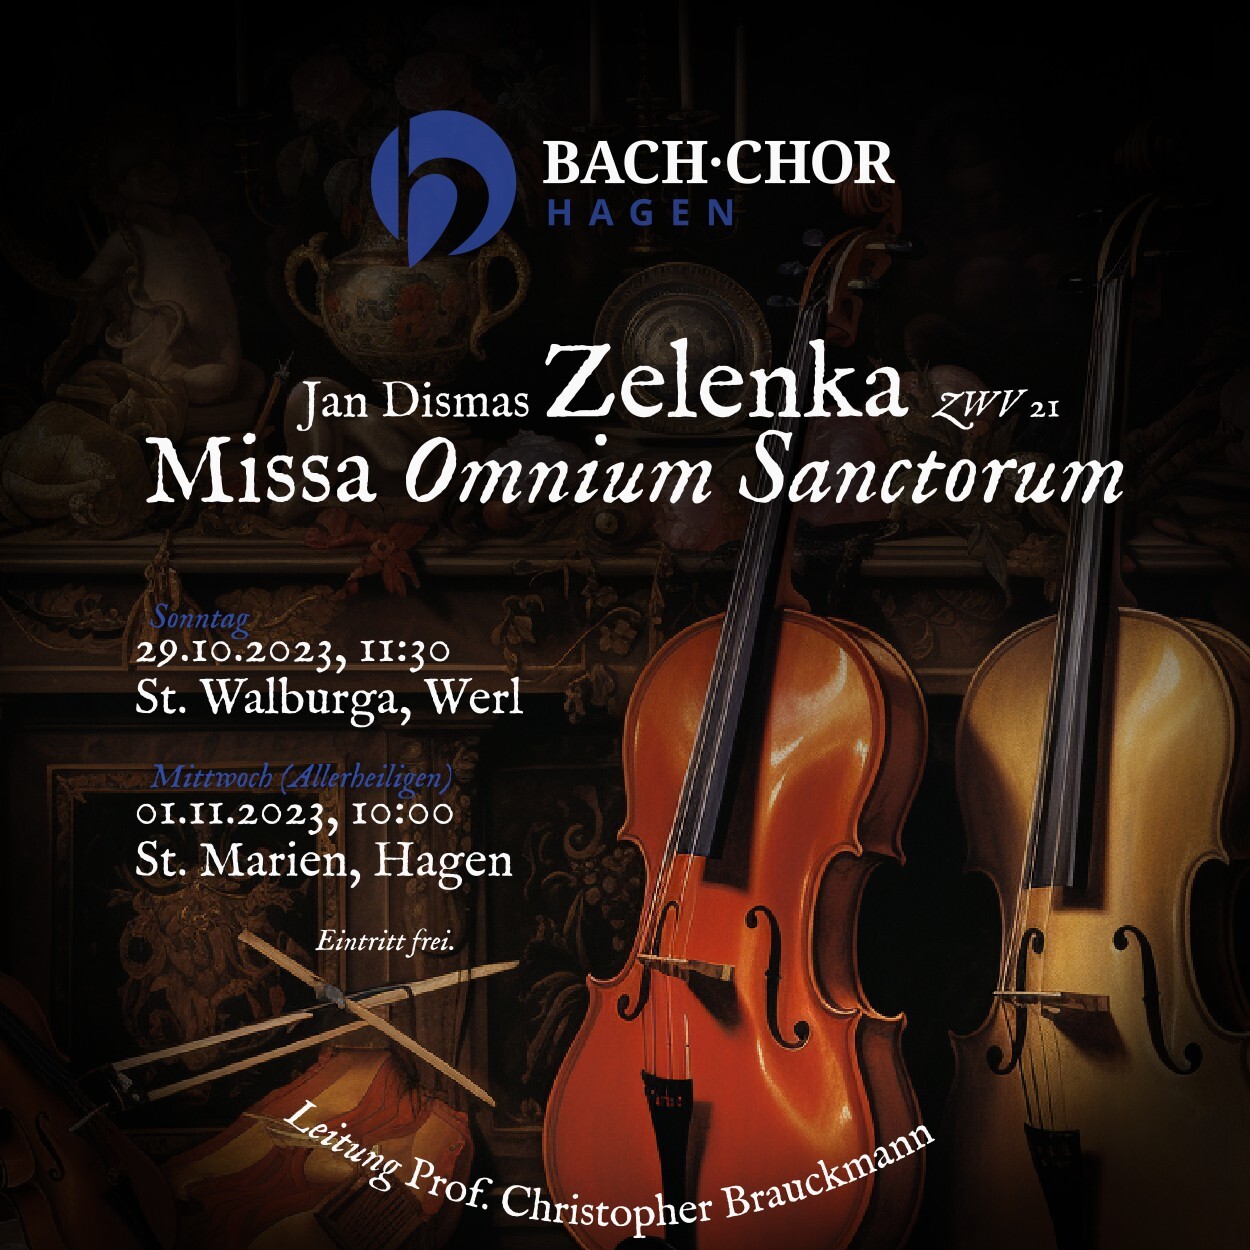 BACH·CHOR
HAGEN
Jan Dismas Zelenka ZWV 21
Missa Omnium Sanctorum
Sonntag
29.10.2023, 11:30
St. Walburga, Werl
Mittwoch (Allerheiligen)
01.11.2023, 10:00
St. Marien, Hagen
Eintritt frei.
Leitung Prof. Christopher Brauckmann